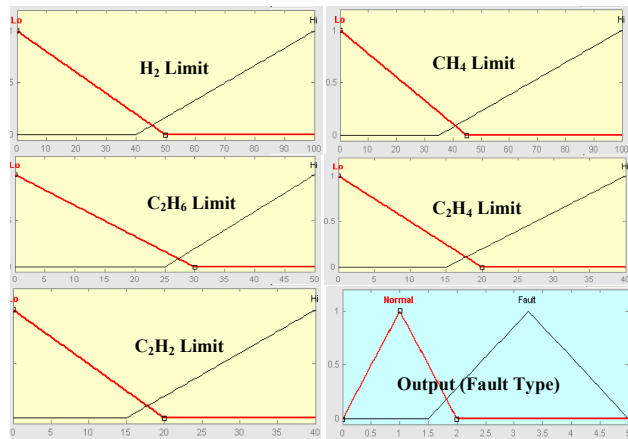 Lo Hi
1
H₂ Limit
0.5
0
0 10 20 30 40 50 60 70 80 90 100
Lo Hi
1
CH₄ Limit
0.5
0
0 10 20 30 40 50 60 70 80 90 100
Lo Hi
C₂H₆ Limit
0
0 5 10 15 20 25 30 35 40 45 50
Lo Hi
1
C₂H₄ Limit
0.5
0
0 5 10 15 20 25 30 35 40
Lo Hi
C₂H₂ Limit
0 5 10 15 20 25 30 35 40
Normal Fault
1
0.5
Output (Fault Type)
0
0 0.5 1 1.5 2 2.5 3 3.5 4 4.5 5